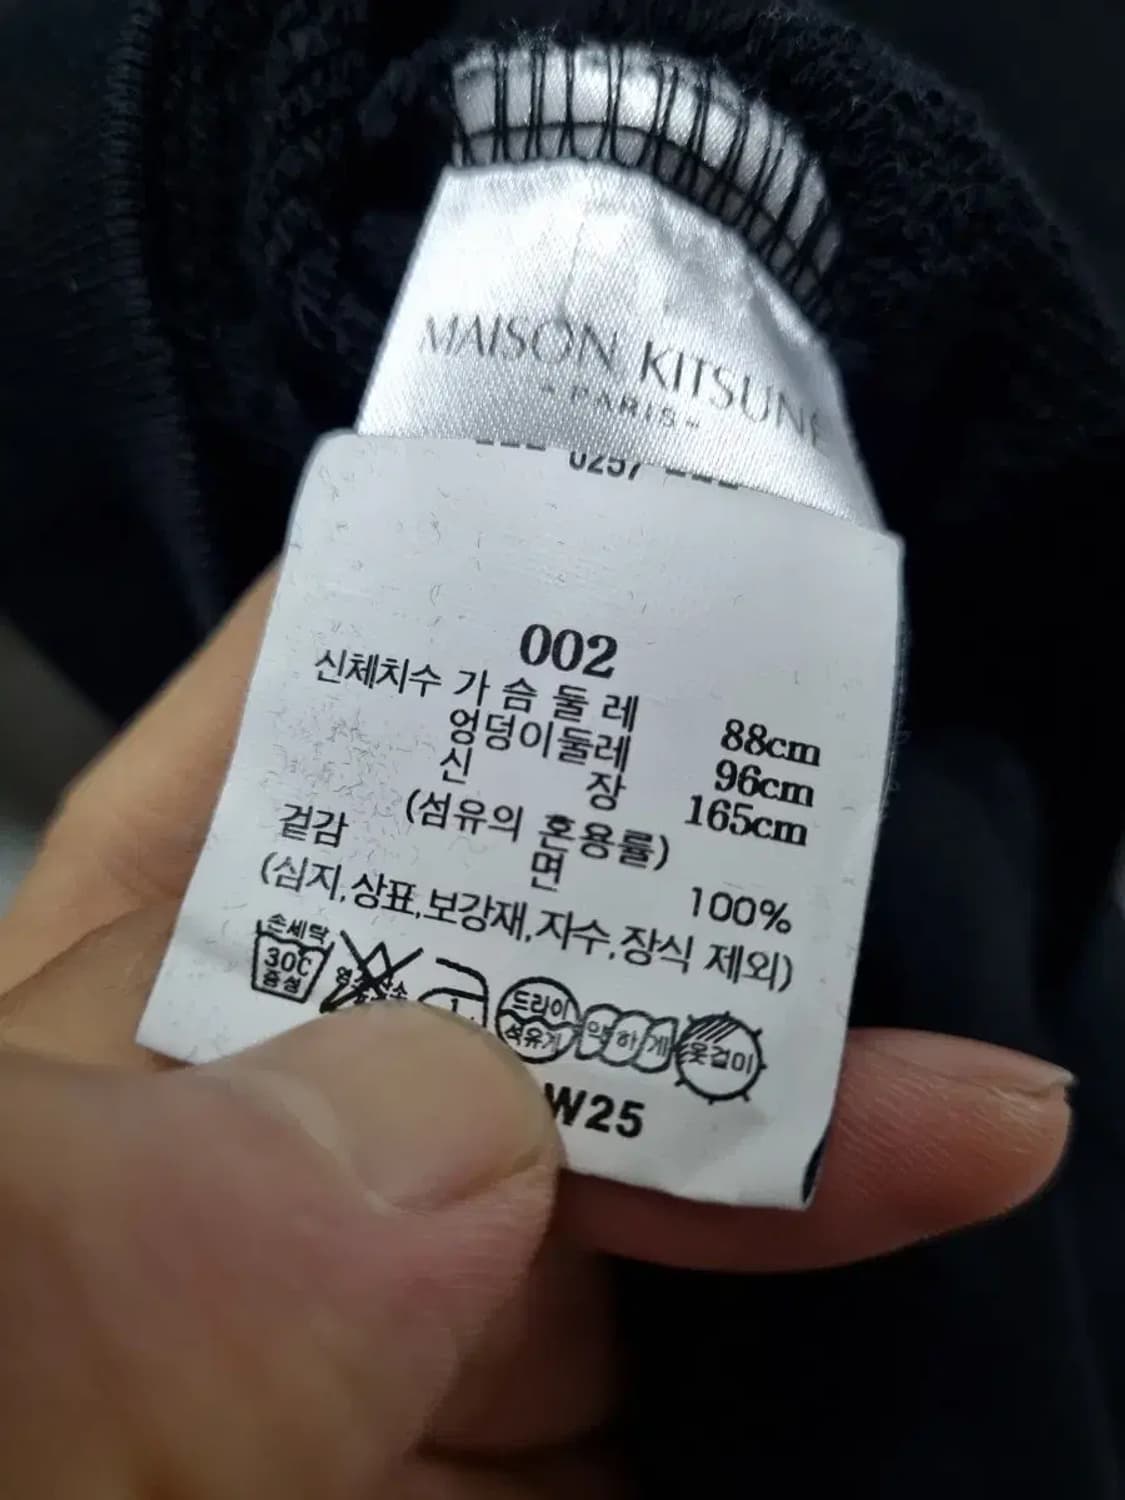 MAISON KITSUNÉ
- PARIS -
--- 0257 ---
002
신체치수 가 슴 둘 레 88cm
엉덩이둘레 96cm
신 장 165cm
(섬유의 혼용률)
겉감 면 100%
(심지,상표,보강재,자수,장식 제외)
손세탁
30℃
중성
드라이
석유계
약하게
옷걸이
W25